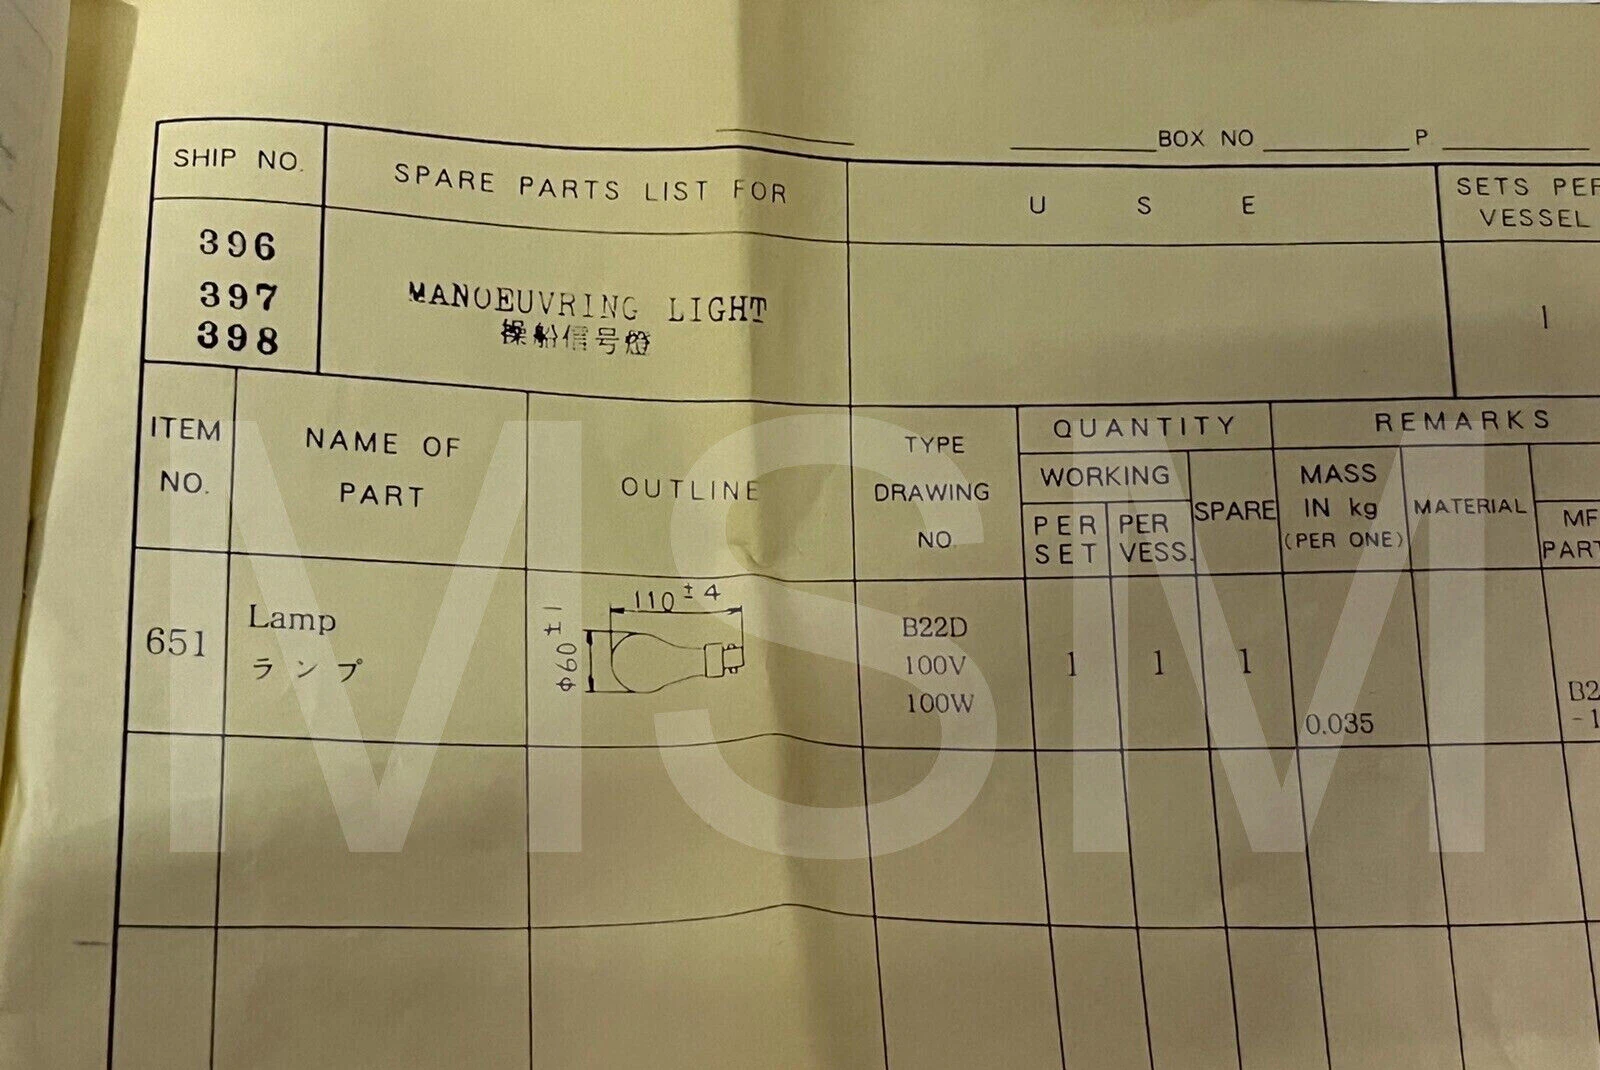 BOX NO P
SHIP NO.
SPARE PARTS LIST FOR
U S E
SETS PER
VESSEL
396
397
398
MANOEUVRING LIGHT
操船信号燈
1
ITEM
NO.
NAME OF
PART
OUTLINE
TYPE
DRAWING
NO.
QUANTITY
WORKING
PER
SET
PER
VESS.
SPARE
REMARKS
MASS
IN kg
(PER ONE)
MATERIAL
651
Lamp
ランプ
110 ± 4
φ60 ± 1
B22D
100V
100W
1
1
1
0.035
MSM